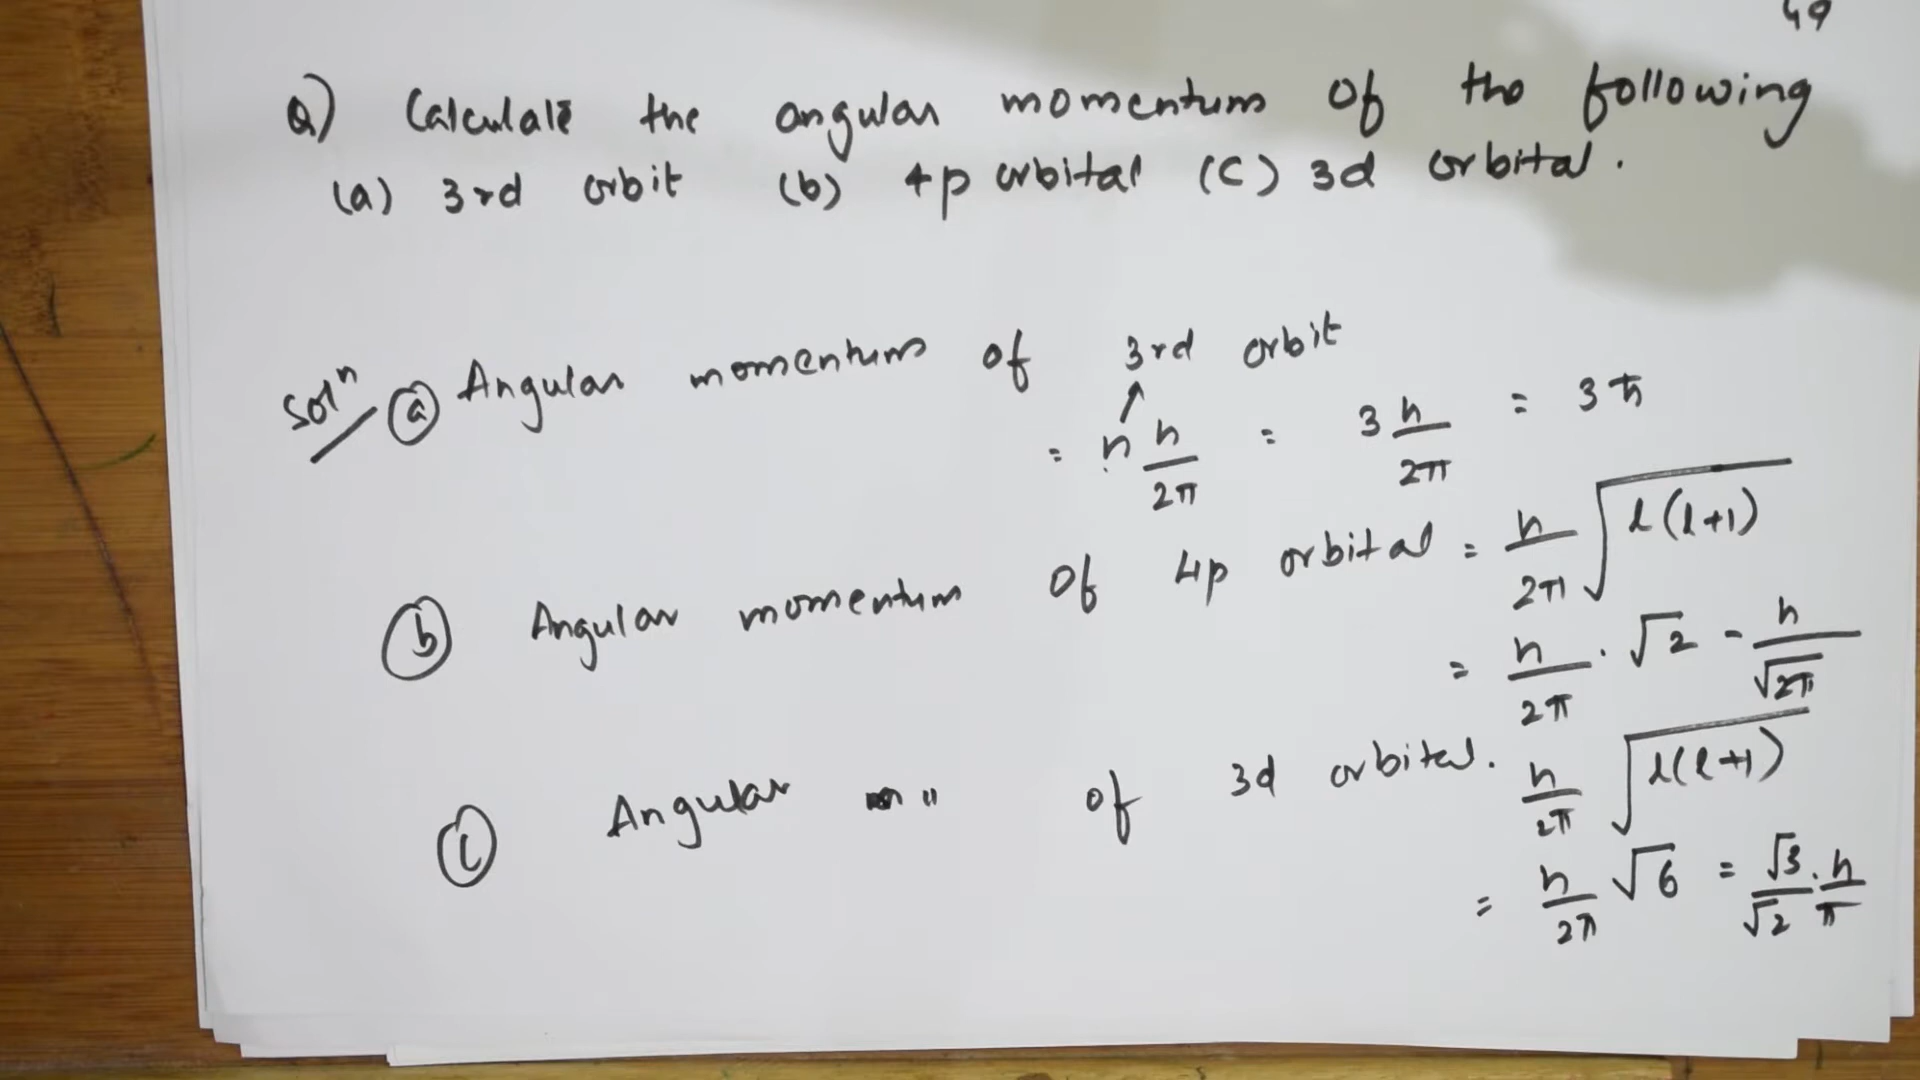 49
Q) Calculate the angular momentum of the following
(a) 3rd orbit (b) 4p orbital (C) 3d orbital.
Solⁿ (a) Angular momentum of 3rd orbit
= n h/2π = 3 h/2π = 3ħ
(b) Angular momentum of 4p orbital = h/2π √l(l+1)
= h/2π . √2 = h/√2π
(c) Angular m " of 3d orbital. h/2π √l(l+1)
= h/2π √6 = √3/√2 . h/π